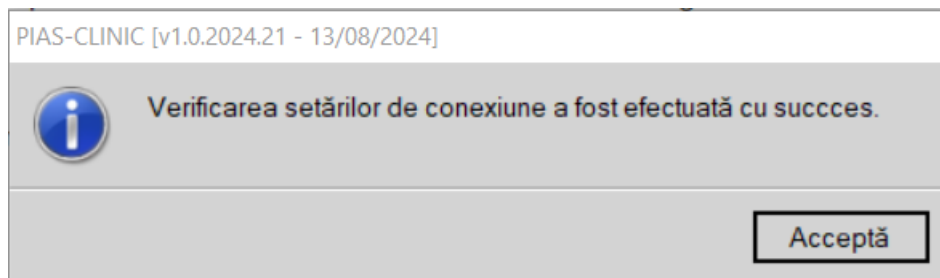 PIAS-CLINIC [v1.0.2024.21 - 13/08/2024]
Verificarea setărilor de conexiune a fost efectuată cu succces.
Acceptă